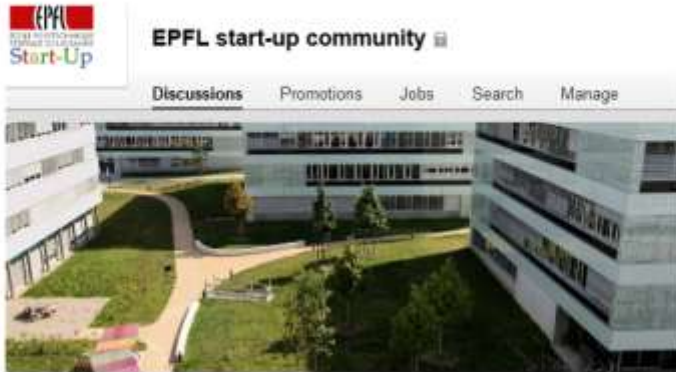 EPFL
Start-Up
EPFL start-up community
Discussions Promotions Jobs Search Manage